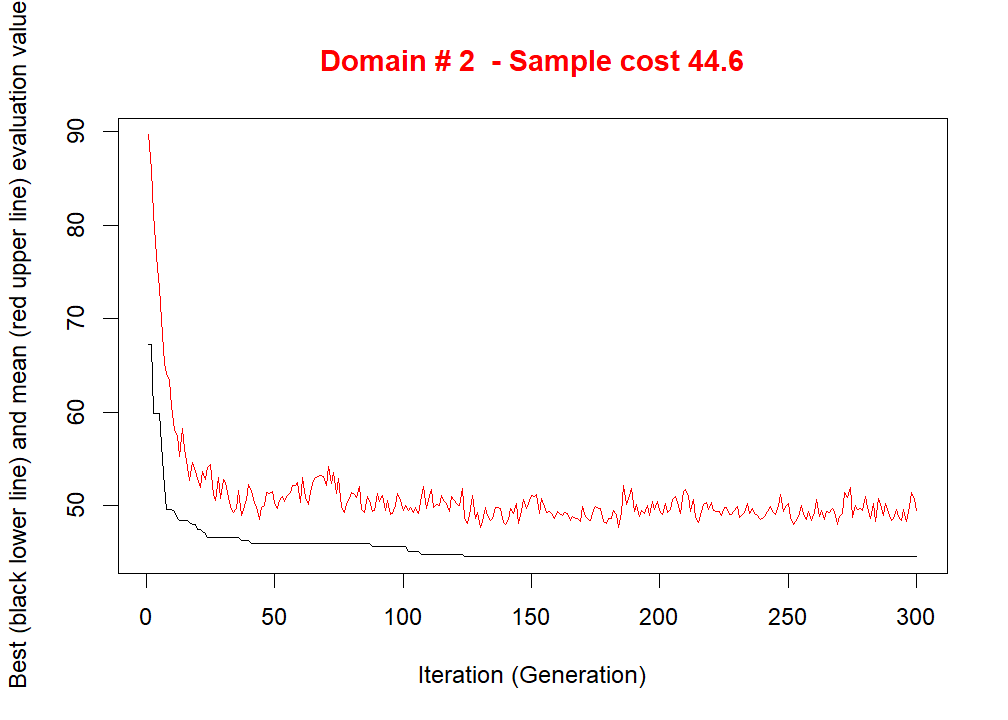 Domain # 2  - Sample cost 44.6
Best (black lower line) and mean (red upper line) evaluation value
90
80
70
60
50
0 50 100 150 200 250 300
Iteration (Generation)